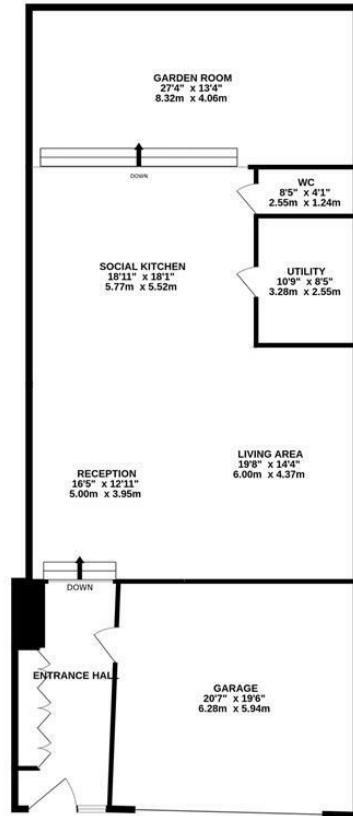 GARDEN ROOM
27'4" x 13'4"
8.32m x 4.06m
DOWN
WC
8'5" x 4'1"
2.55m x 1.24m
SOCIAL KITCHEN
18'11" x 18'1"
5.77m x 5.52m
UTILITY
10'9" x 8'5"
3.28m x 2.55m
LIVING AREA
19'8" x 14'4"
6.00m x 4.37m
RECEPTION
16'5" x 12'11"
5.00m x 3.95m
DOWN
ENTRANCE HALL
GARAGE
20'7" x 19'6"
6.28m x 5.94m